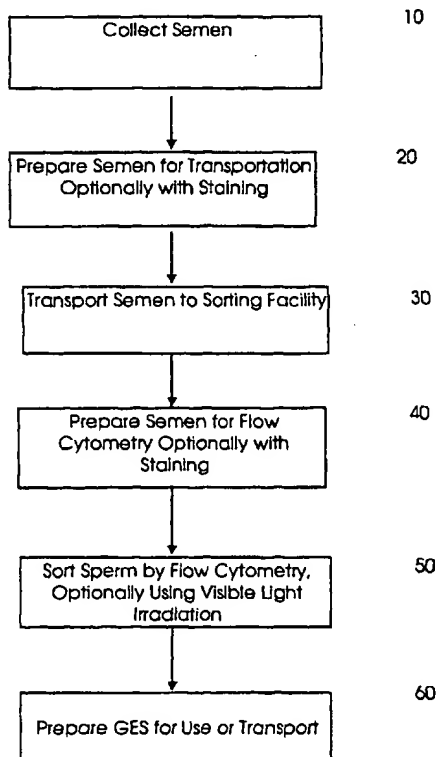 Collect Semen
10
Prepare Semen for Transportation
Optionally with Staining
20
Transport Semen to Sorting Facility
30
Prepare Semen for Flow
Cytometry Optionally with
Staining
40
Sort Sperm by Flow Cytometry,
Optionally Using Visible Light
Irradiation
50
Prepare GES for Use or Transport
60